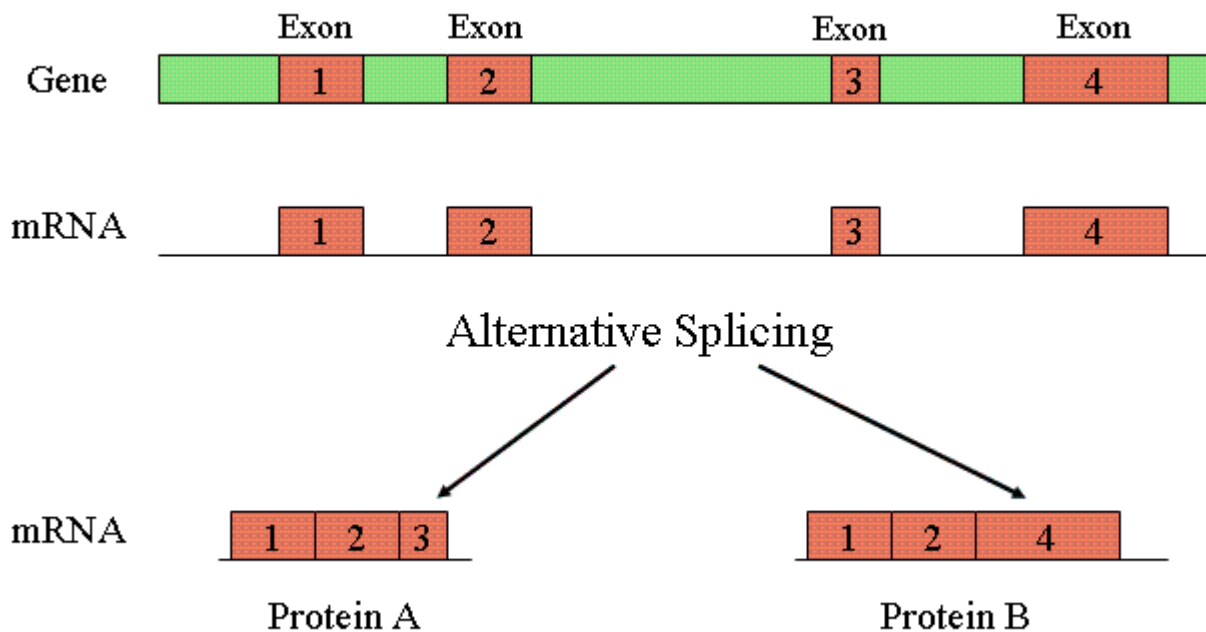 Exon Exon Exon Exon
Gene 1 2 3 4
mRNA 1 2 3 4
Alternative Splicing
mRNA 1 2 3 1 2 4
Protein A Protein B